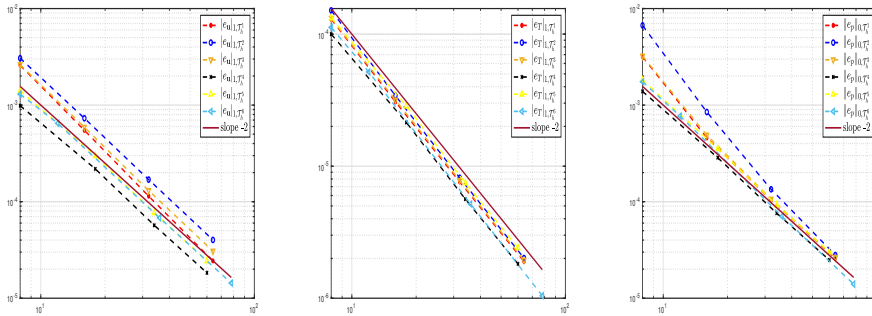 |e_u|_{1,T_h^1}
|e_u|_{1,T_h^2}
|e_u|_{1,T_h^3}
|e_u|_{1,T_h^4}
|e_u|_{1,T_h^5}
|e_u|_{1,T_h^6}
slope -2
10^-2
10^-3
10^-4
10^-5
10^1
10^2
|e_T|_{1,T_h^1}
|e_T|_{1,T_h^2}
|e_T|_{1,T_h^3}
|e_T|_{1,T_h^4}
|e_T|_{1,T_h^5}
|e_T|_{1,T_h^6}
slope -2
10^-4
10^-5
10^-6
10^1
10^2
||e_p||_{0,T_h^1}
||e_p||_{0,T_h^2}
||e_p||_{0,T_h^3}
||e_p||_{0,T_h^4}
||e_p||_{0,T_h^5}
||e_p||_{0,T_h^6}
slope -2
10^-2
10^-3
10^-4
10^-5
10^1
10^2